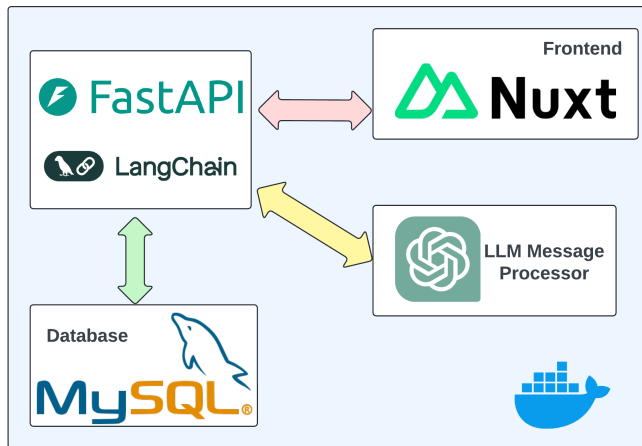 FastAPI
LangChain
Frontend
Nuxt
LLM Message
Processor
Database
MySQL®